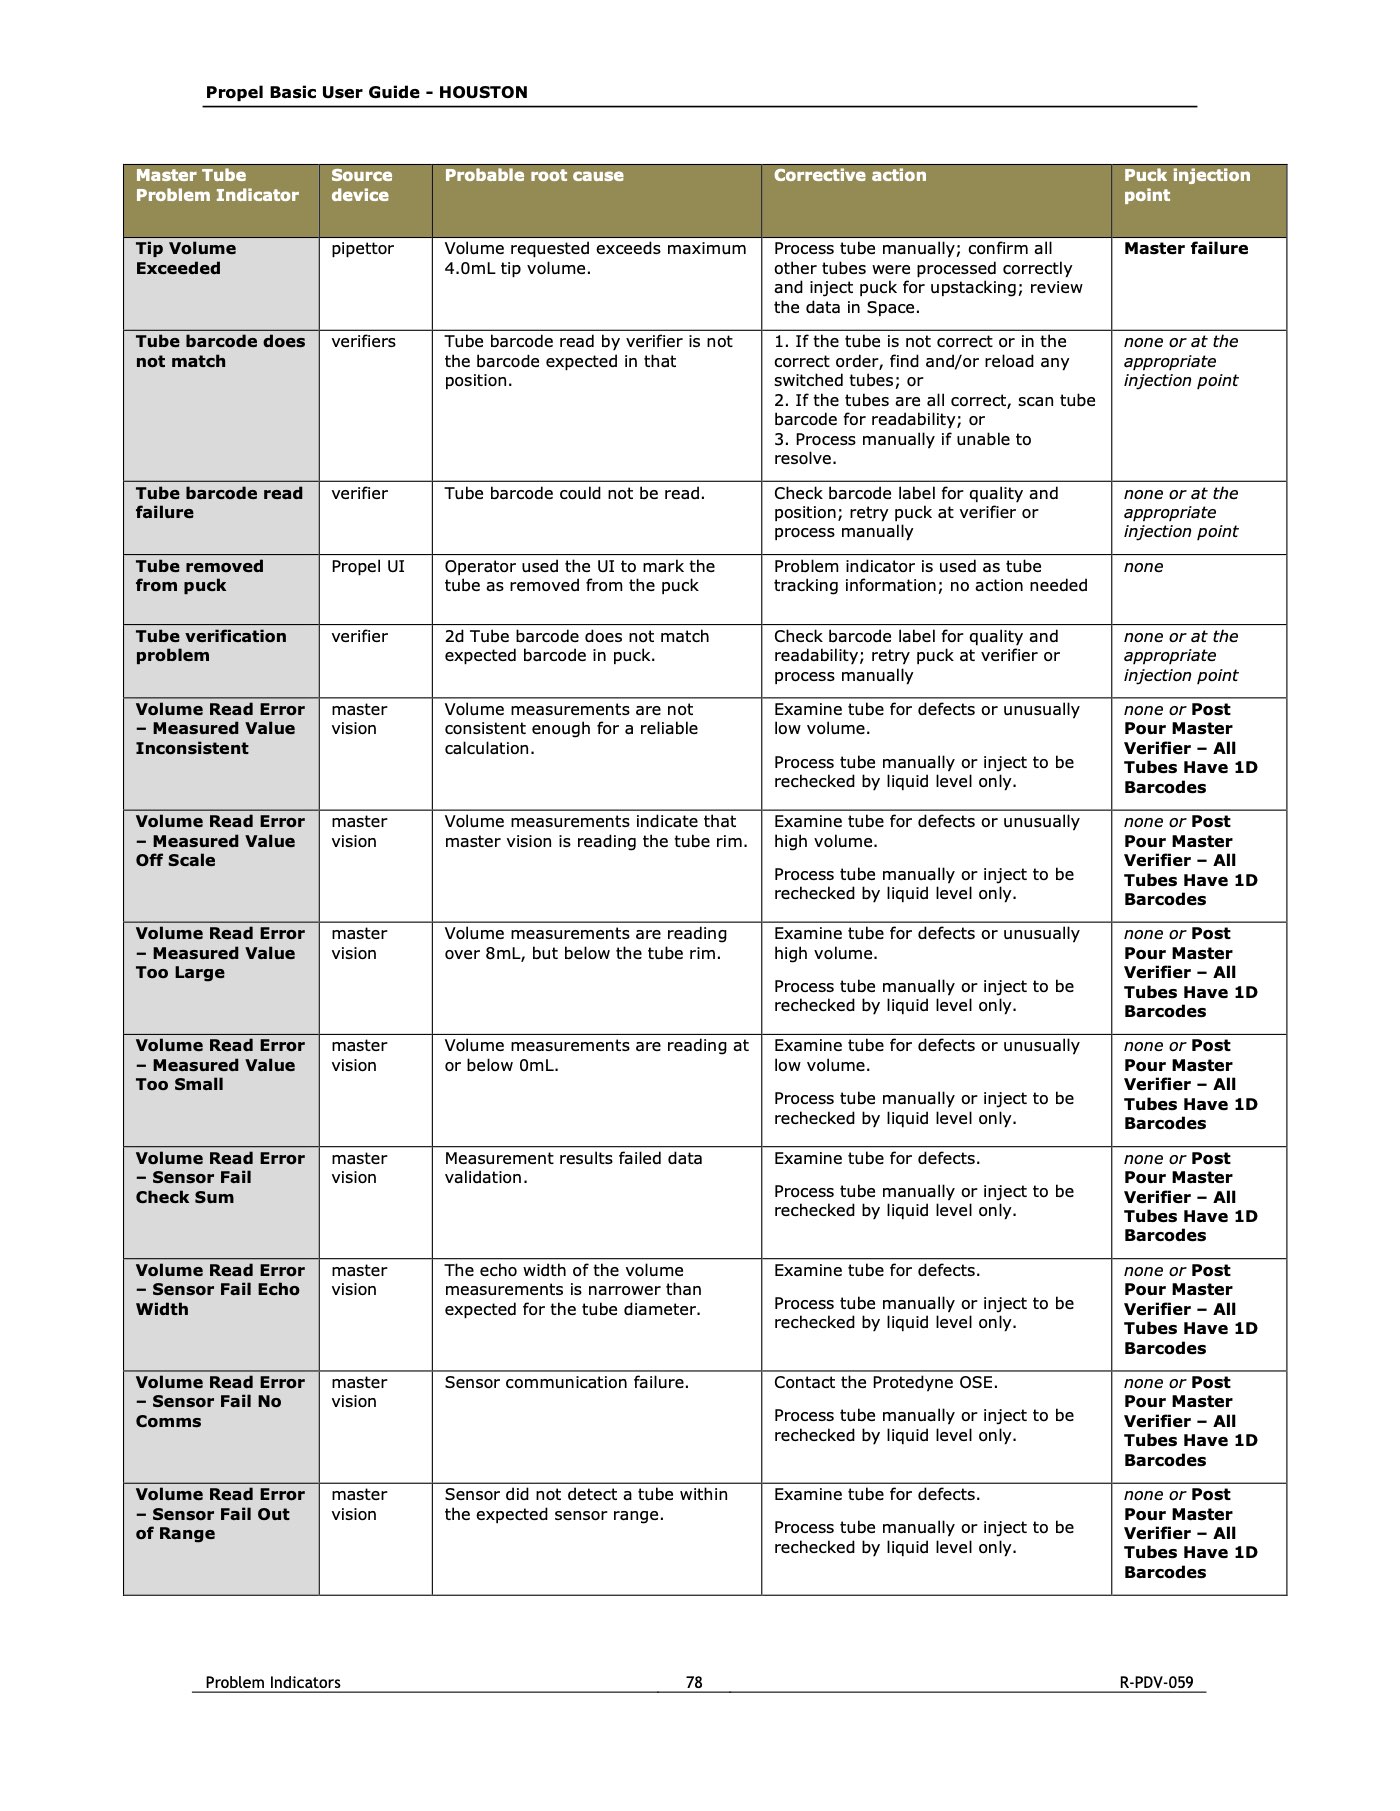 Propel Basic User Guide - HOUSTON
Master Tube
Problem Indicator
Source
device
Probable root cause
Corrective action
Puck injection
point
Tip Volume
Exceeded
pipettor
Volume requested exceeds maximum
4.0mL tip volume.
Process tube manually; confirm all
other tubes were processed correctly
and inject puck for upstacking; review
the data in Space.
Master failure
Tube barcode does
not match
verifiers
Tube barcode read by verifier is not
the barcode expected in that
position.
1. If the tube is not correct or in the
correct order, find and/or reload any
switched tubes; or
2. If the tubes are all correct, scan tube
barcode for readability; or
3. Process manually if unable to
resolve.
none or at the
appropriate
injection point
Tube barcode read
failure
verifier
Tube barcode could not be read.
Check barcode label for quality and
position; retry puck at verifier or
process manually
none or at the
appropriate
injection point
Tube removed
from puck
Propel UI
Operator used the UI to mark the
tube as removed from the puck
Problem indicator is used as tube
tracking information; no action needed
none
Tube verification
problem
verifier
2d Tube barcode does not match
expected barcode in puck.
Check barcode label for quality and
readability; retry puck at verifier or
process manually
none or at the
appropriate
injection point
Volume Read Error
– Measured Value
Inconsistent
master
vision
Volume measurements are not
consistent enough for a reliable
calculation.
Examine tube for defects or unusually
low volume.
Process tube manually or inject to be
rechecked by liquid level only.
none or Post
Pour Master
Verifier – All
Tubes Have 1D
Barcodes
Volume Read Error
– Measured Value
Off Scale
master
vision
Volume measurements indicate that
master vision is reading the tube rim.
Examine tube for defects or unusually
high volume.
Process tube manually or inject to be
rechecked by liquid level only.
none or Post
Pour Master
Verifier – All
Tubes Have 1D
Barcodes
Volume Read Error
– Measured Value
Too Large
master
vision
Volume measurements are reading
over 8mL, but below the tube rim.
Examine tube for defects or unusually
high volume.
Process tube manually or inject to be
rechecked by liquid level only.
none or Post
Pour Master
Verifier – All
Tubes Have 1D
Barcodes
Volume Read Error
– Measured Value
Too Small
master
vision
Volume measurements are reading at
or below 0mL.
Examine tube for defects or unusually
low volume.
Process tube manually or inject to be
rechecked by liquid level only.
none or Post
Pour Master
Verifier – All
Tubes Have 1D
Barcodes
Volume Read Error
– Sensor Fail
Check Sum
master
vision
Measurement results failed data
validation.
Examine tube for defects.
Process tube manually or inject to be
rechecked by liquid level only.
none or Post
Pour Master
Verifier – All
Tubes Have 1D
Barcodes
Volume Read Error
– Sensor Fail Echo
Width
master
vision
The echo width of the volume
measurements is narrower than
expected for the tube diameter.
Examine tube for defects.
Process tube manually or inject to be
rechecked by liquid level only.
none or Post
Pour Master
Verifier – All
Tubes Have 1D
Barcodes
Volume Read Error
– Sensor Fail No
Comms
master
vision
Sensor communication failure.
Contact the Protedyne OSE.
Process tube manually or inject to be
rechecked by liquid level only.
none or Post
Pour Master
Verifier – All
Tubes Have 1D
Barcodes
Volume Read Error
– Sensor Fail Out
of Range
master
vision
Sensor did not detect a tube within
the expected sensor range.
Examine tube for defects.
Process tube manually or inject to be
rechecked by liquid level only.
none or Post
Pour Master
Verifier – All
Tubes Have 1D
Barcodes
Problem Indicators
78
R-PDV-059